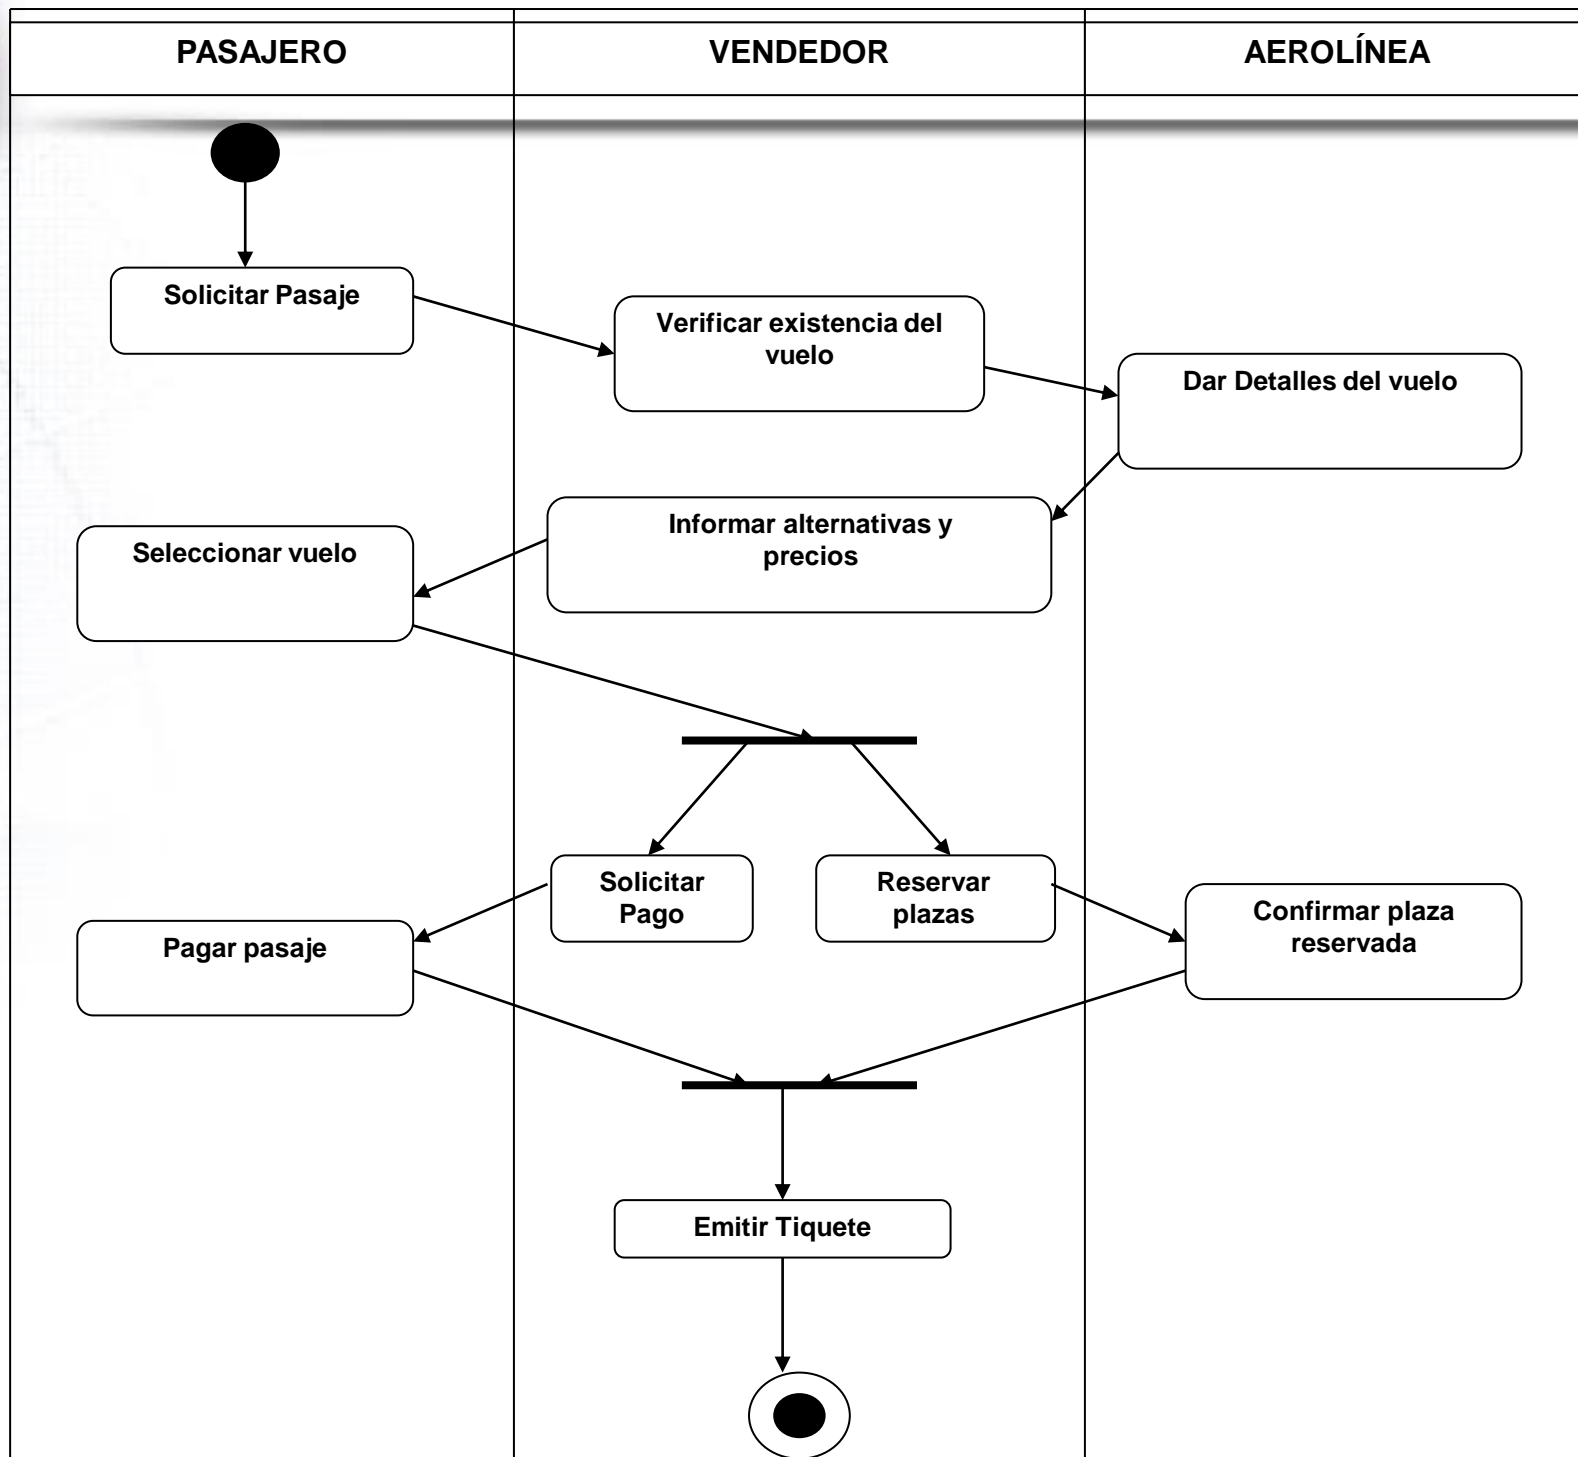 PASAJERO
VENDEDOR
AEROLÍNEA
Solicitar Pasaje
Verificar existencia del
vuelo
Dar Detalles del vuelo
Informar alternativas y
precios
Seleccionar vuelo
Solicitar
Pago
Reservar
plazas
Confirmar plaza
reservada
Pagar pasaje
Emitir Tiquete